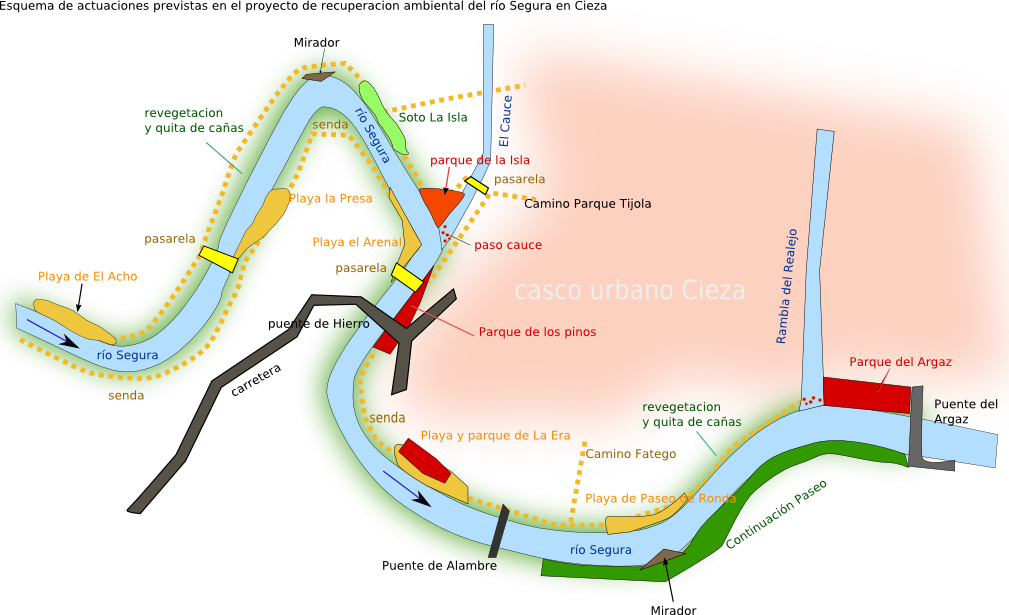 Esquema de actuaciones previstas en el proyecto de recuperacion ambiental del río Segura en Cieza
Mirador
revegetacion
y quita de cañas
senda
río Segura
Soto La Isla
El Cauce
parque de la Isla
pasarela
Camino Parque Tijola
Playa la Presa
pasarela
Playa el Arenal
paso cauce
pasarela
Playa de El Acho
casco urbano Cieza
Rambla del Realejo
puente de Hierro
Parque de los pinos
río Segura
carretera
senda
Parque del Argaz
Puente del
Argaz
revegetacion
y quita de cañas
senda
Playa y parque de La Era
Camino Fatego
Playa de Paseo de Ronda
Continuación Paseo
río Segura
Puente de Alambre
Mirador